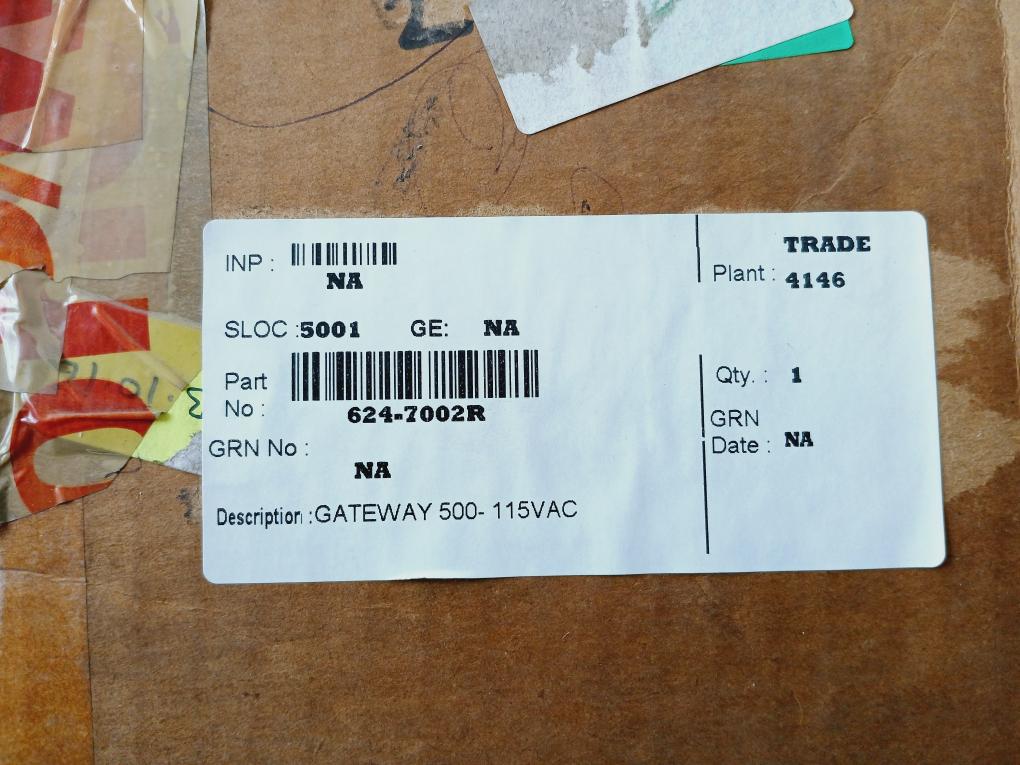 2
INP :
NA
TRADE
Plant : 4146
SLOC :5001 GE: NA
Part
No :
624-7002R
Qty. : 1
GRN No :
NA
GRN
Date : NA
Description :GATEWAY 500- 115VAC